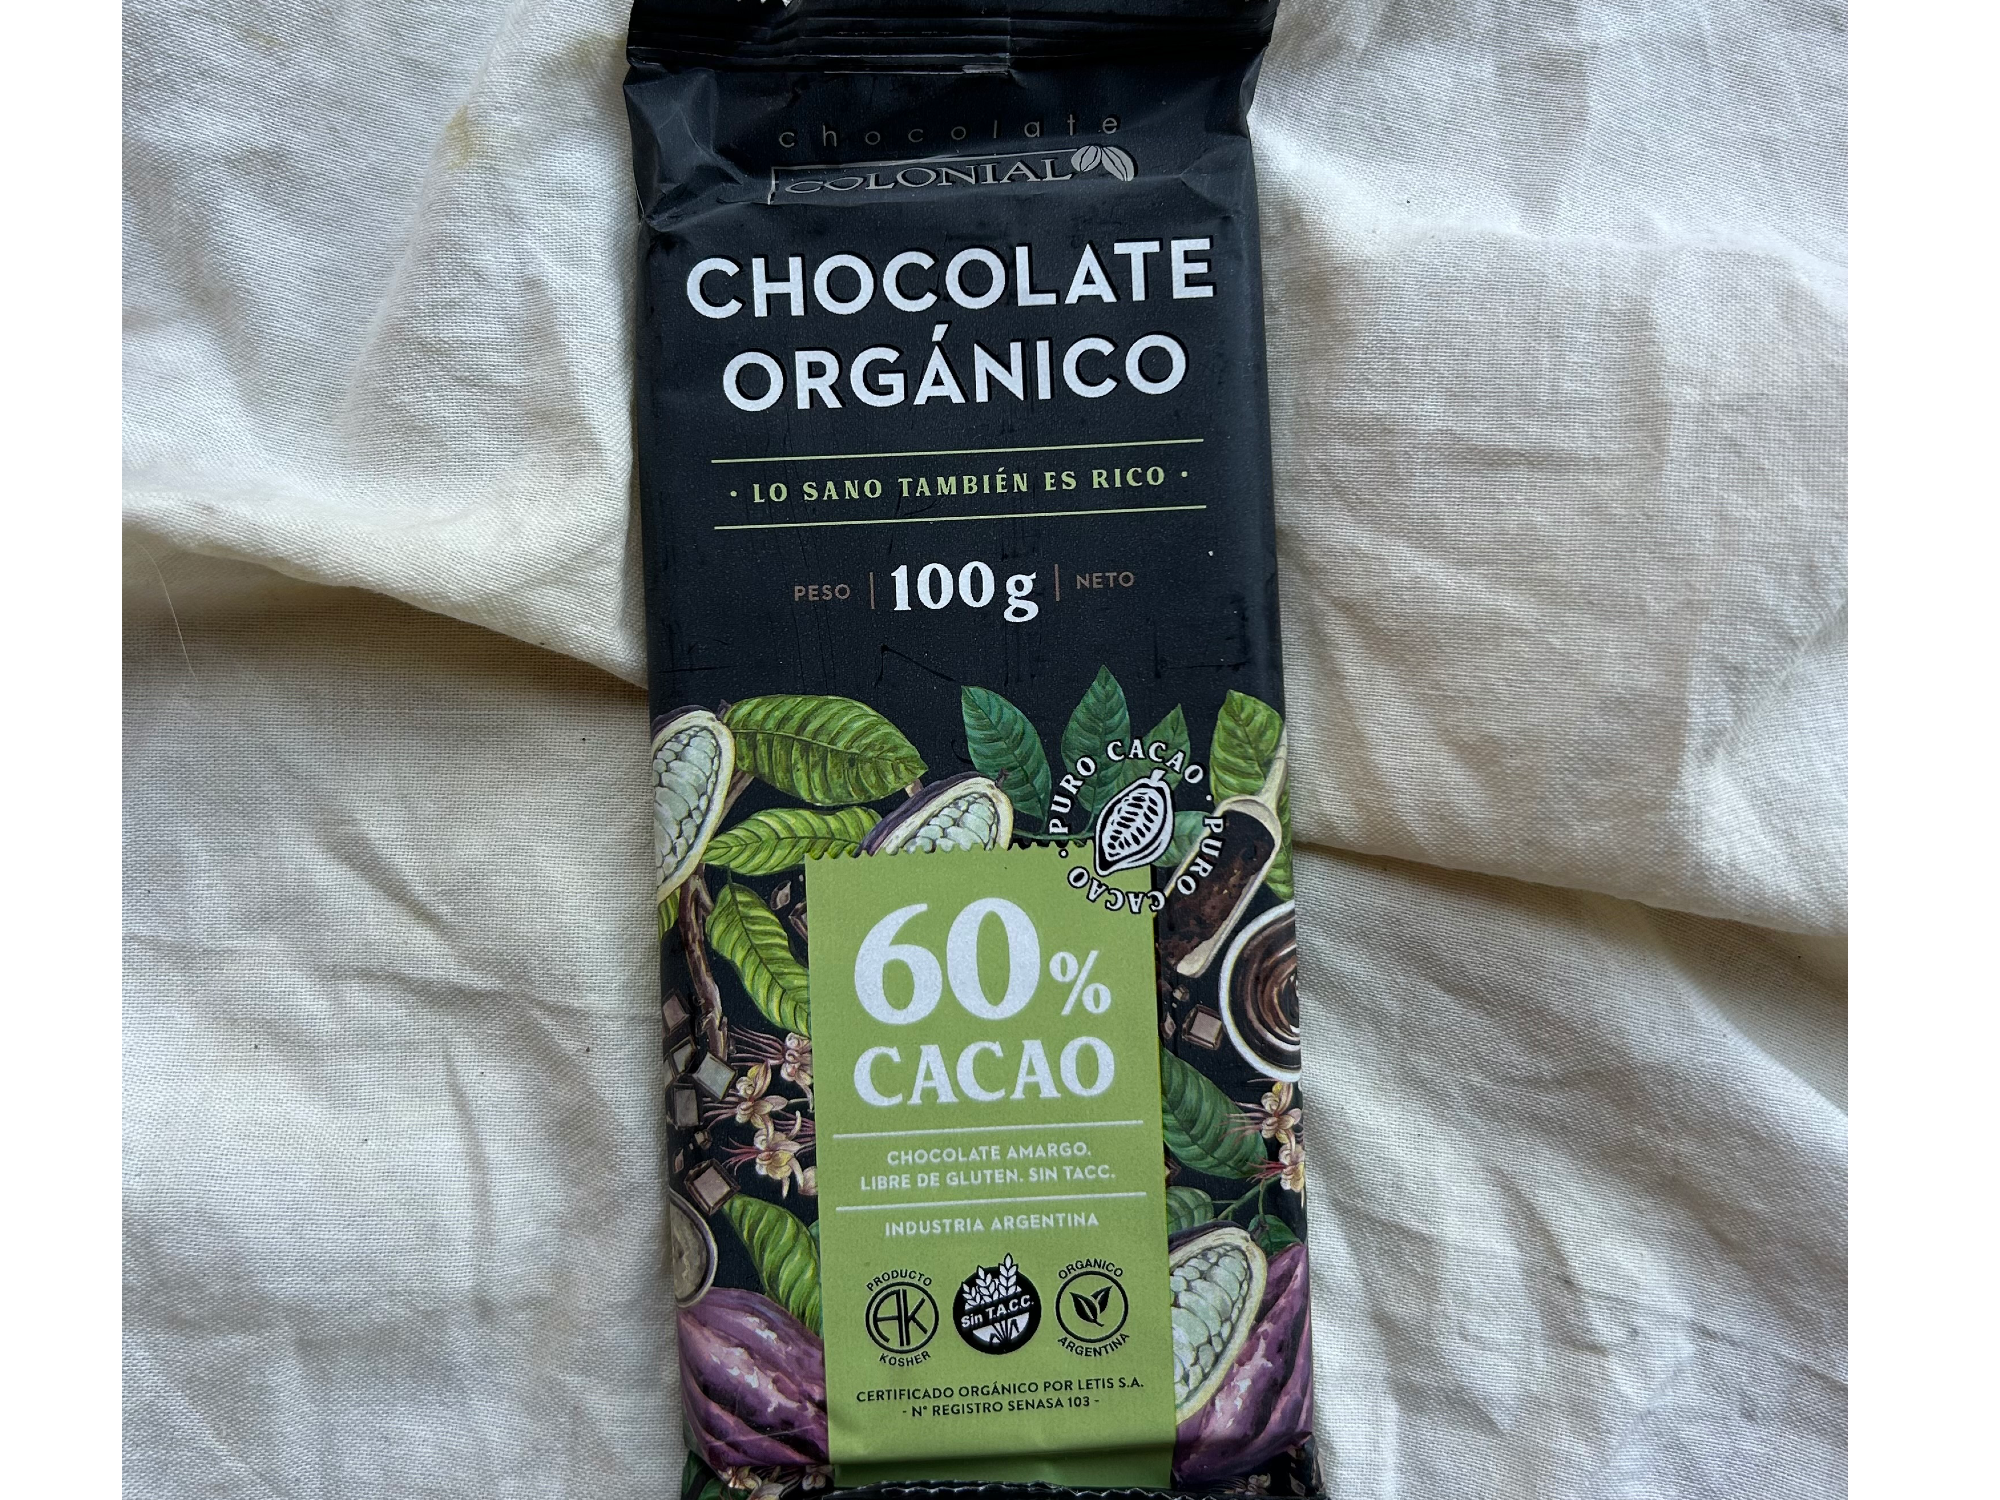 chocolate
COLONIAL
CHOCOLATE
ORGÁNICO
· LO SANO TAMBIÉN ES RICO ·
PESO | 100g | NETO
PURO CACAO · PURO CACAO ·
60%
CACAO
CHOCOLATE AMARGO.
LIBRE DE GLUTEN. SIN TACC.
INDUSTRIA ARGENTINA
PRODUCTO
AK
KOSHER
Sin T.A.C.C.
ORGANICO
ARGENTINA
CERTIFICADO ORGÁNICO POR LETIS S.A.
- N° REGISTRO SENASA 103 -